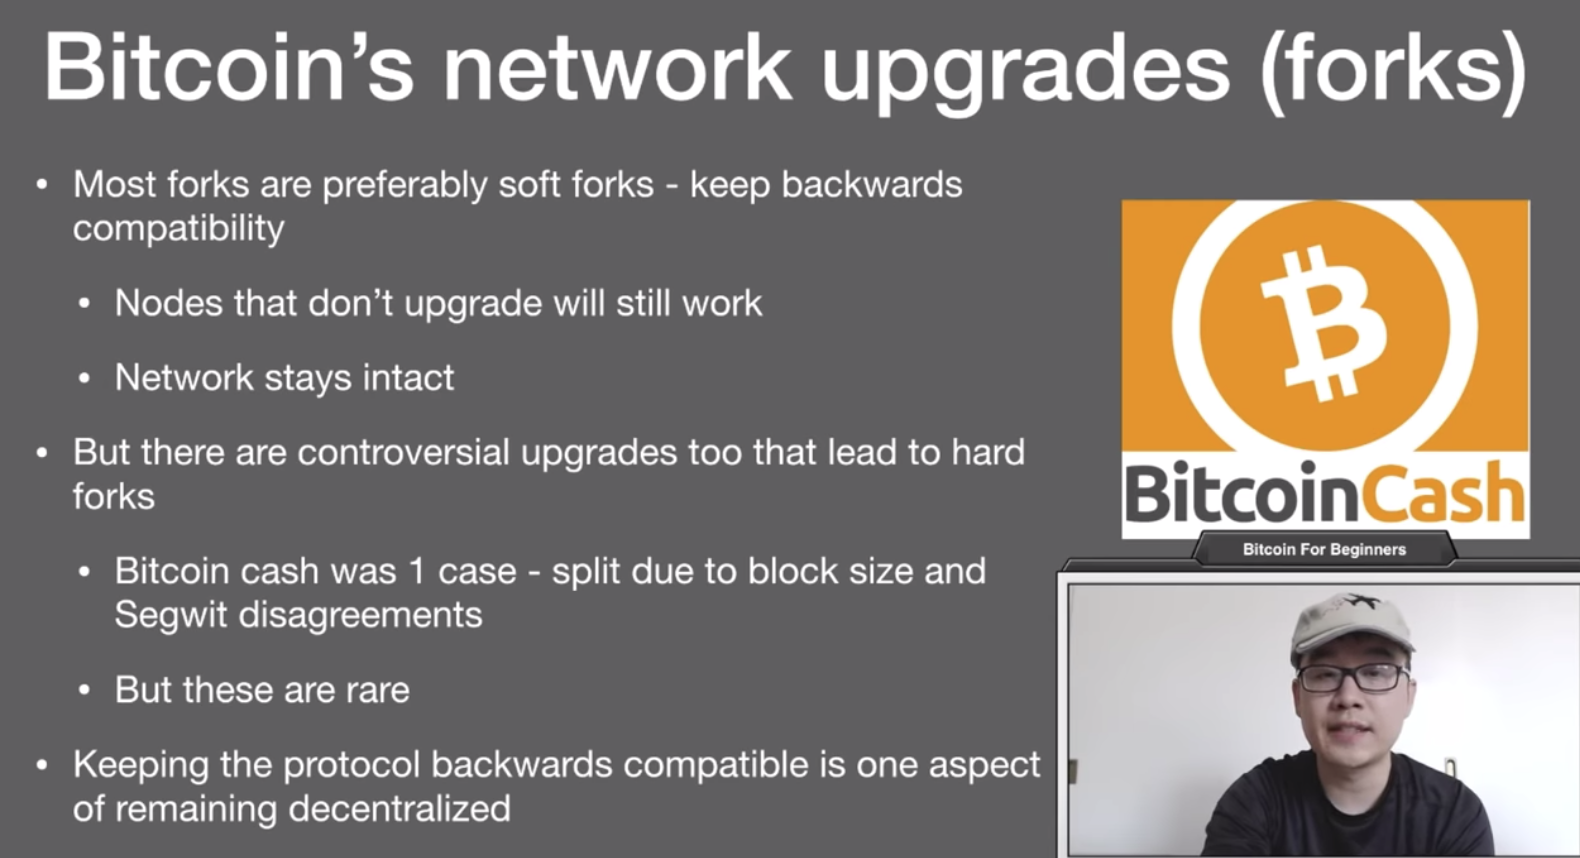 Bitcoin's network upgrades (forks)
• Most forks are preferably soft forks - keep backwards
compatibility
• Nodes that don't upgrade will still work
• Network stays intact
• But there are controversial upgrades too that lead to hard
forks
• Bitcoin cash was 1 case - split due to block size and
Segwit disagreements
• But these are rare
• Keeping the protocol backwards compatible is one aspect
of remaining decentralized
₿
BitcoinCash
Bitcoin For Beginners